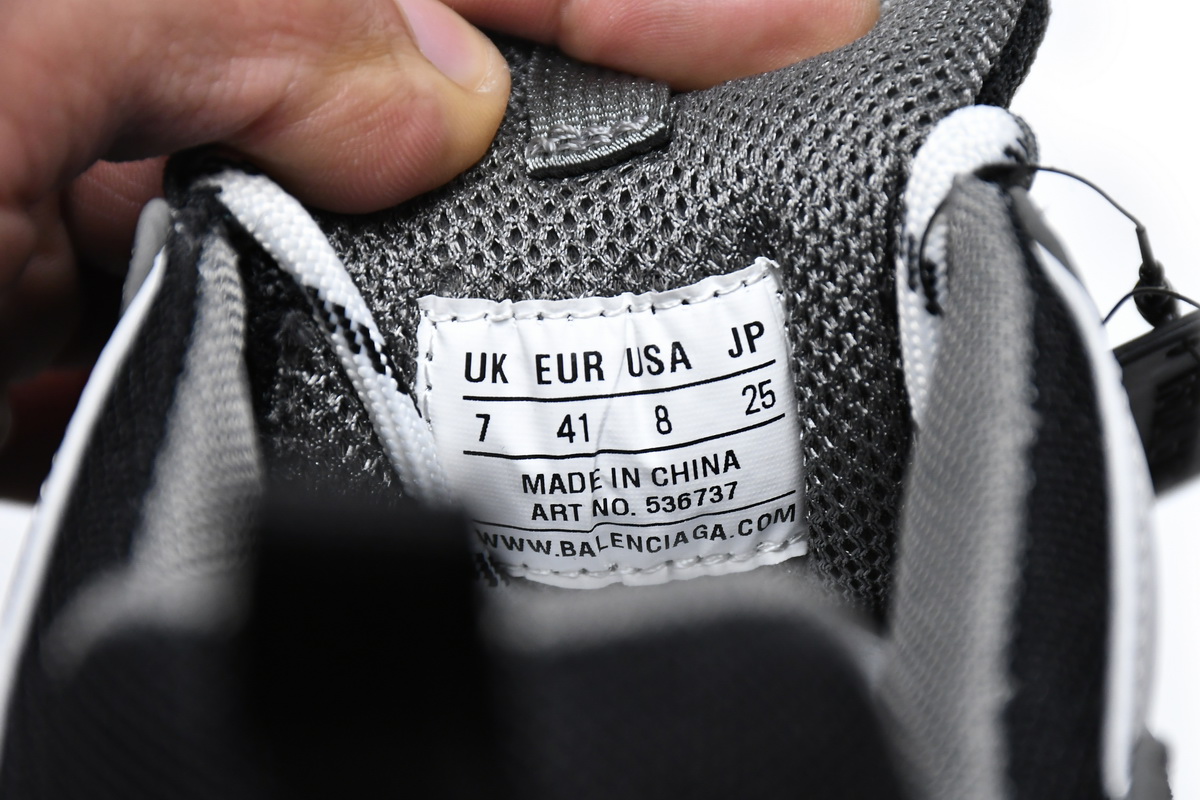 UK EUR USA JP
7 41 8 25
MADE IN CHINA
ART NO. 536737
WWW.BALENCIAGA.COM.